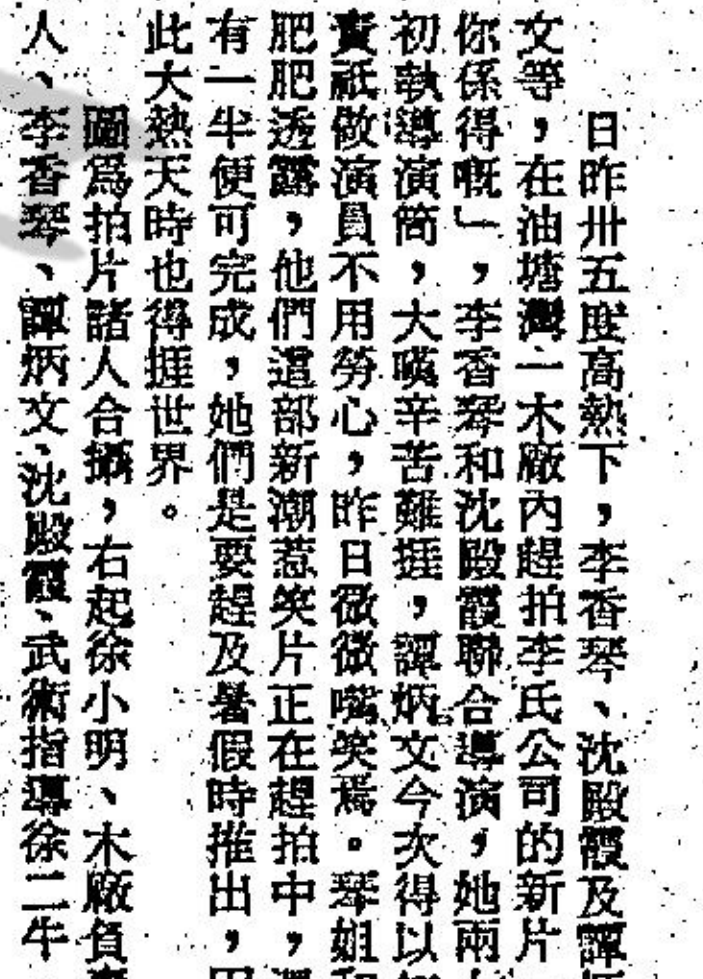 日昨卅五度高熱下，李香琴、沈殿霞及譚
文等，在油塘灣一木廠內趕拍李氏公司的新片
你係得嘅」，李香琴和沈殿霞聯合導演，她兩
初執導演筒，大嘆辛苦難捱，譚炳文今次得以
責祇做演員不用勞心，昨日微微嘴笑焉。琴姐和
肥肥透露，他們這部新潮惹笑片正在趕拍中，還
有一半便可完成，她們是要趕及暑假時推出，因
此大熱天時也得捱世界。
圖爲拍片諸人合攝，右起徐小明、木廠負責
人、李香琴、譚炳文、沈殿霞、武術指導徐二牛